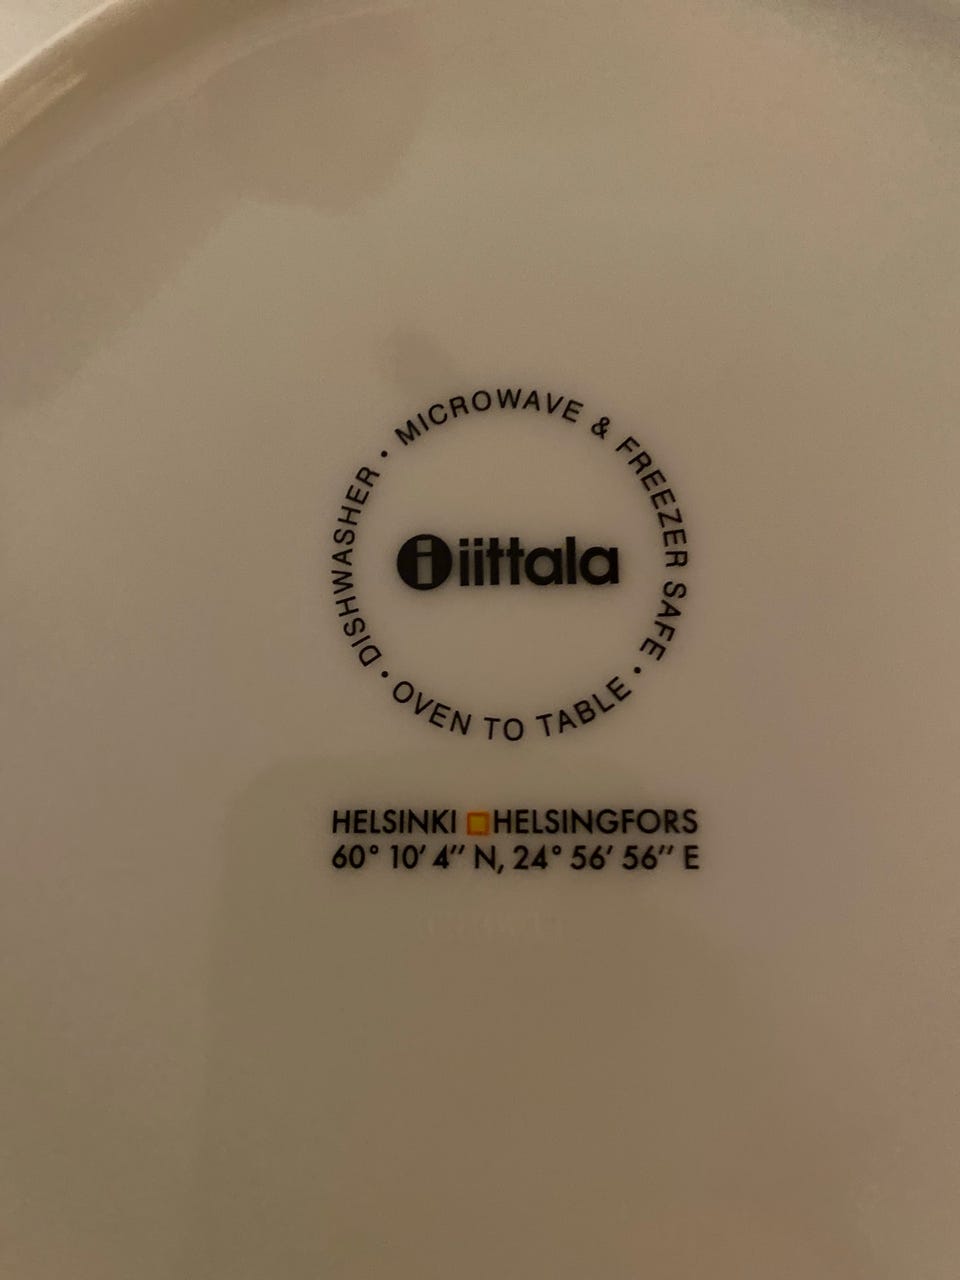 DISHWASHER • MICROWAVE & FREEZER SAFE • OVEN TO TABLE •
i iittala
HELSINKI HELSINGFORS
60° 10′ 4″ N, 24° 56′ 56″ E